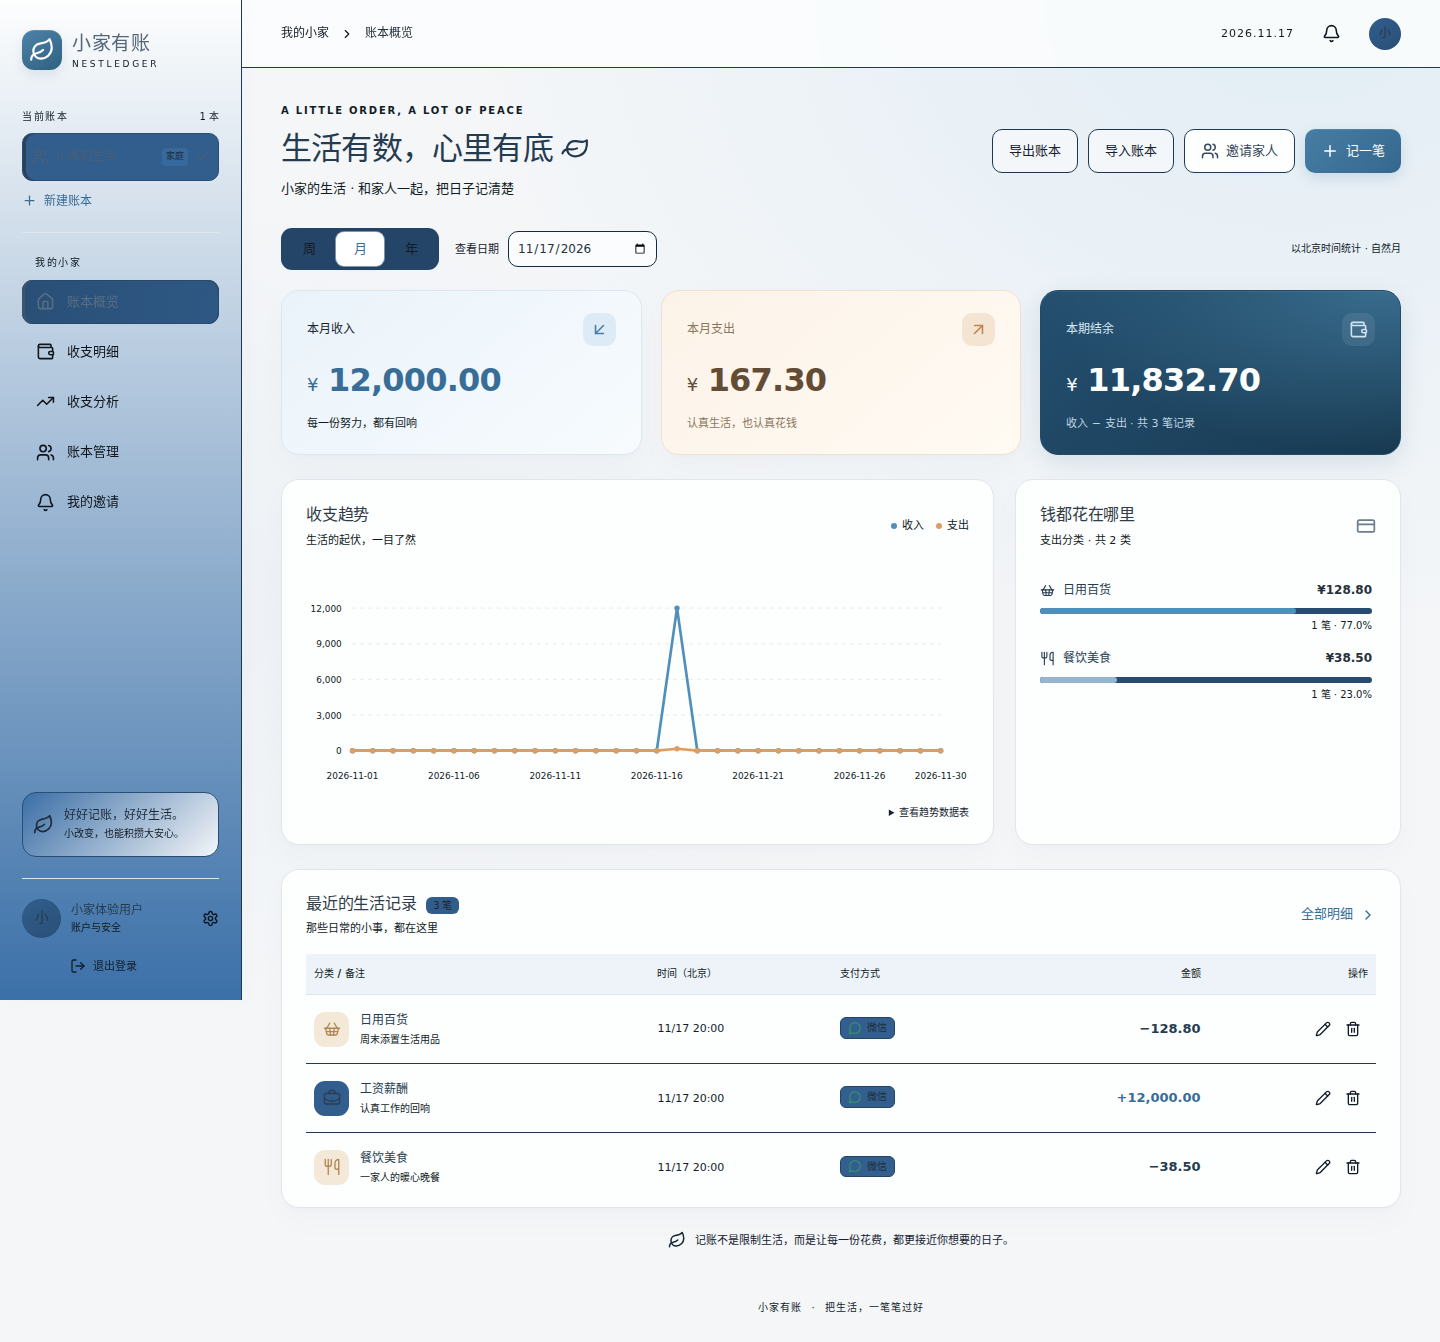 小家有账
NESTLEDGER
当前账本 1 本
家庭
新建账本
我的小家
账本概览
收支明细
收支分析
账本管理
我的邀请
好好记账，好好生活。
小改变，也能积攒大安心。
小
小家体验用户
账户与安全
退出登录
我的小家 账本概览
2026.11.17
小
A LITTLE ORDER, A LOT OF PEACE
生活有数，心里有底
小家的生活 · 和家人一起，把日子记清楚
导出账本 导入账本 邀请家人 记一笔
周 月 年 查看日期 11/17/2026
以北京时间统计 · 自然月
本月收入
¥ 12,000.00
每一份努力，都有回响
本月支出
¥ 167.30
认真生活，也认真花钱
本期结余
¥ 11,832.70
收入 − 支出 · 共 3 笔记录
收支趋势
生活的起伏，一目了然
收入 支出
12,000
9,000
6,000
3,000
0
2026-11-01 2026-11-06 2026-11-11 2026-11-16 2026-11-21 2026-11-26 2026-11-30
查看趋势数据表
钱都花在哪里
支出分类 · 共 2 类
日用百货 ¥128.80
1 笔 · 77.0%
餐饮美食 ¥38.50
1 笔 · 23.0%
最近的生活记录 3 笔
那些日常的小事，都在这里
全部明细
分类 / 备注 时间（北京） 支付方式 金额 操作
日用百货
周末添置生活用品
11/17 20:00 微信 −128.80
工资薪酬
认真工作的回响
11/17 20:00 微信 +12,000.00
餐饮美食
一家人的暖心晚餐
11/17 20:00 微信 −38.50
记账不是限制生活，而是让每一份花费，都更接近你想要的日子。
小家有账 · 把生活，一笔笔过好